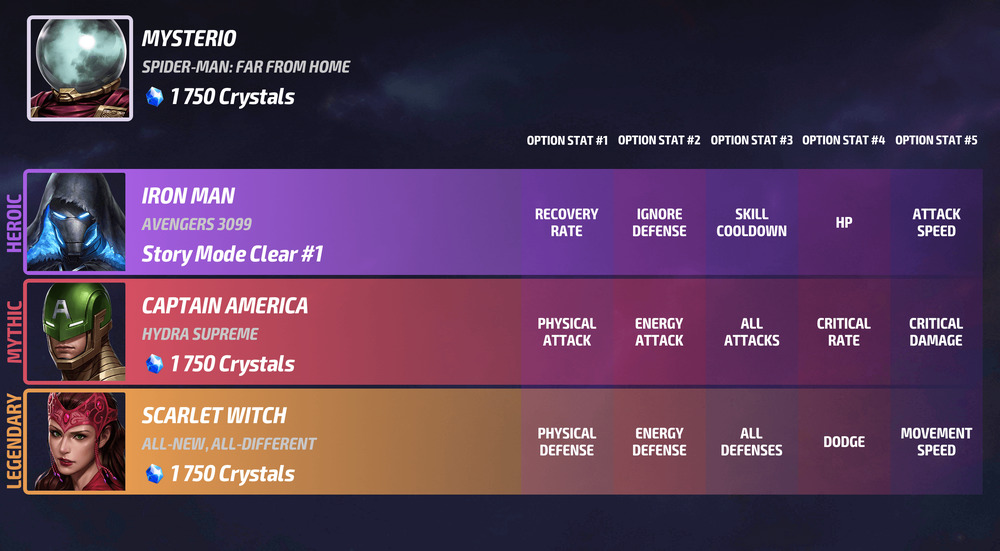 MYSTERIO
SPIDER-MAN: FAR FROM HOME
1 750 Crystals
OPTION STAT #1 OPTION STAT #2 OPTION STAT #3 OPTION STAT #4 OPTION STAT #5
HEROIC
IRON MAN
AVENGERS 3099
Story Mode Clear #1
RECOVERY
RATE
IGNORE
DEFENSE
SKILL
COOLDOWN
HP
ATTACK
SPEED
MYTHIC
CAPTAIN AMERICA
HYDRA SUPREME
1 750 Crystals
PHYSICAL
ATTACK
ENERGY
ATTACK
ALL
ATTACKS
CRITICAL
RATE
CRITICAL
DAMAGE
LEGENDARY
SCARLET WITCH
ALL-NEW, ALL-DIFFERENT
1 750 Crystals
PHYSICAL
DEFENSE
ENERGY
DEFENSE
ALL
DEFENSES
DODGE
MOVEMENT
SPEED